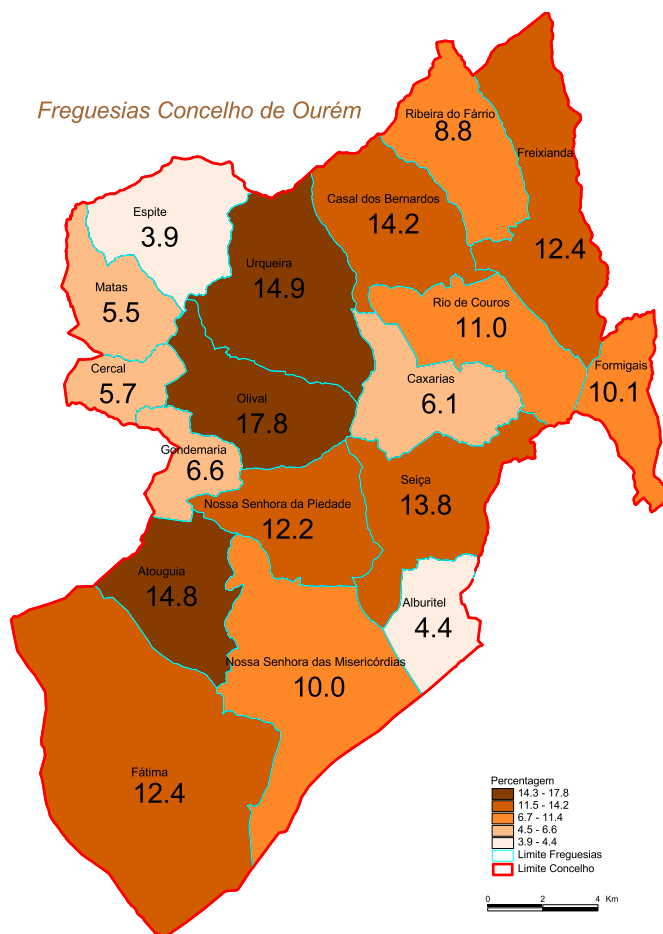 Freguesias Concelho de Ourém
Ribeira do Fárrio
8.8
Freixianda
12.4
Casal dos Bernardos
14.2
Espite
3.9
Urqueira
14.9
Matas
5.5
Rio de Couros
11.0
Formigais
10.1
Cercal
5.7
Caxarias
6.1
Olival
17.8
Gondemaria
6.6
Seiça
13.8
Nossa Senhora da Piedade
12.2
Atouguia
14.8
Alburitel
4.4
Nossa Senhora das Misericórdias
10.0
Fátima
12.4
Percentagem
14.3 - 17.8
11.5 - 14.2
6.7 - 11.4
4.5 - 6.6
3.9 - 4.4
Limite Freguesias
Limite Concelho
0 2 4 Km